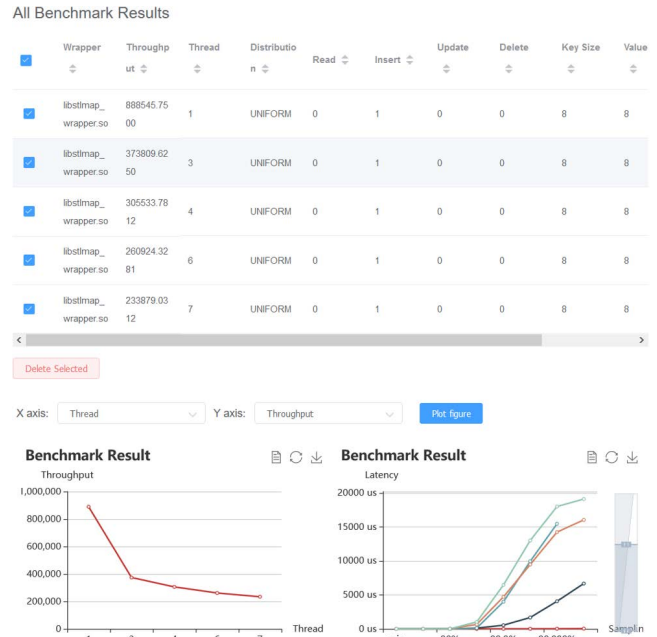 All Benchmark Results
Wrapper Throughp Thread Distributio Read Insert Update Delete Key Size Value
ut n
libstlmap_ 888545.75 1 UNIFORM 0 1 0 0 8 8
wrapper.so 00
libstlmap_ 373809.62 3 UNIFORM 0 1 0 0 8 8
wrapper.so 50
libstlmap_ 305533.78 4 UNIFORM 0 1 0 0 8 8
wrapper.so 12
libstlmap_ 260924.32 6 UNIFORM 0 1 0 0 8 8
wrapper.so 81
libstlmap_ 233879.03 7 UNIFORM 0 1 0 0 8 8
wrapper.so 12
Delete Selected
X axis: Thread Y axis: Throughput Plot figure
Benchmark Result
Throughput
1,000,000
800,000
600,000
400,000
200,000
0
Thread
Benchmark Result
Latency
20000 us
15000 us
10000 us
5000 us
0 us